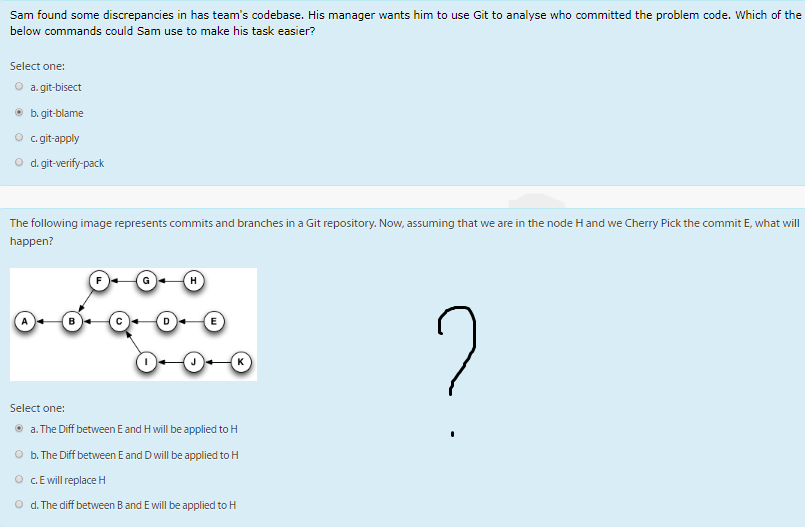 Sam found some discrepancies in has team's codebase. His manager wants him to use Git to analyse who committed the problem code. Which of the
below commands could Sam use to make his task easier?
Select one:
a. git-bisect
b. git-blame
c. git-apply
d. git-verify-pack
The following image represents commits and branches in a Git repository. Now, assuming that we are in the node H and we Cherry Pick the commit E, what will
happen?
F G H
A B C D E
I J K
?
Select one:
a. The Diff between E and H will be applied to H
b. The Diff between E and D will be applied to H
c. E will replace H
d. The diff between B and E will be applied to H